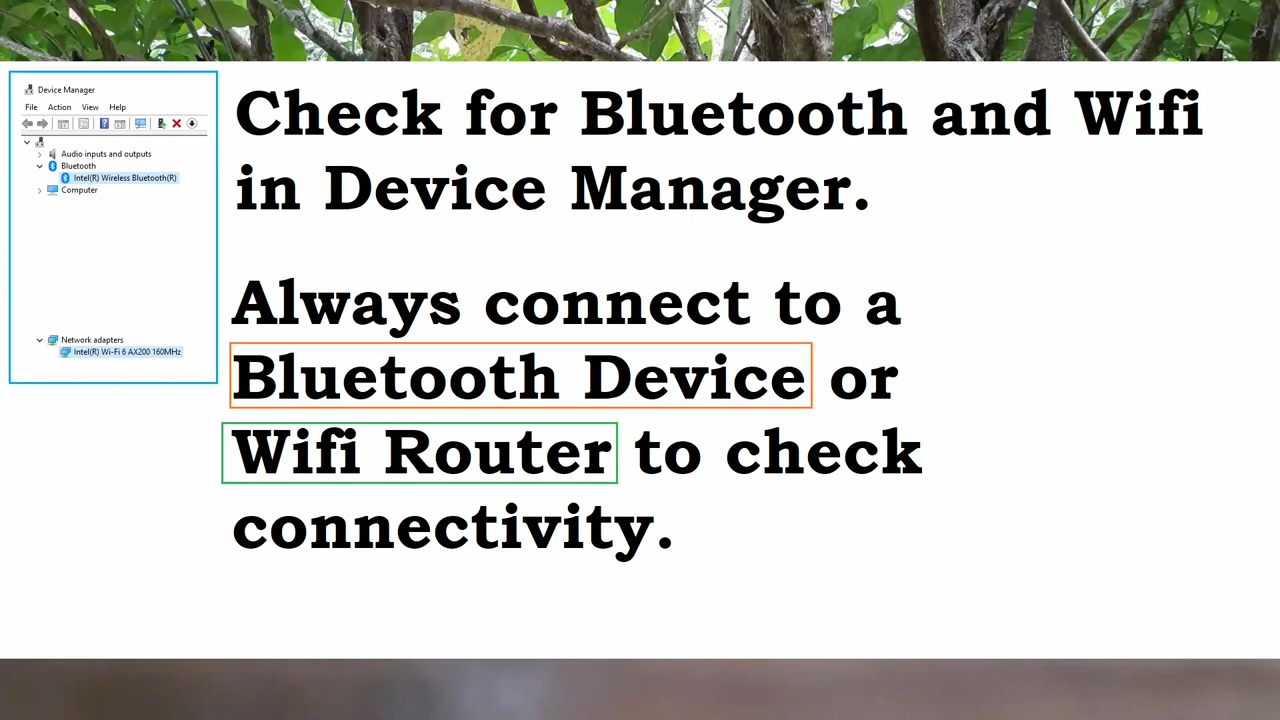 Device Manager
File Action View Help
Audio inputs and outputs
Bluetooth
Intel(R) Wireless Bluetooth(R)
Computer
Network adapters
Intel(R) Wi-Fi 6 AX200 160MHz
Check for Bluetooth and Wifi
in Device Manager.
Always connect to a
Bluetooth Device or
Wifi Router to check
connectivity.